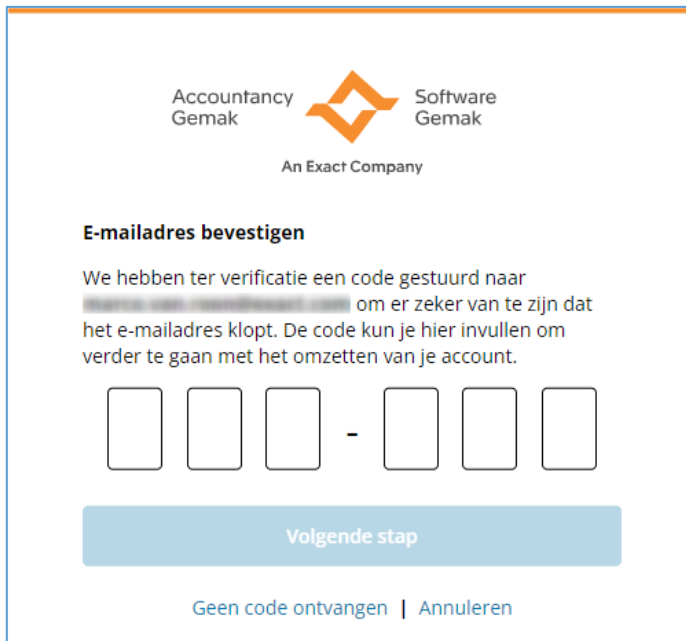 Accountancy Gemak
Software Gemak
An Exact Company
E-mailadres bevestigen
We hebben ter verificatie een code gestuurd naar
om er zeker van te zijn dat
het e-mailadres klopt. De code kun je hier invullen om
verder te gaan met het omzetten van je account.
-
Volgende stap
Geen code ontvangen | Annuleren